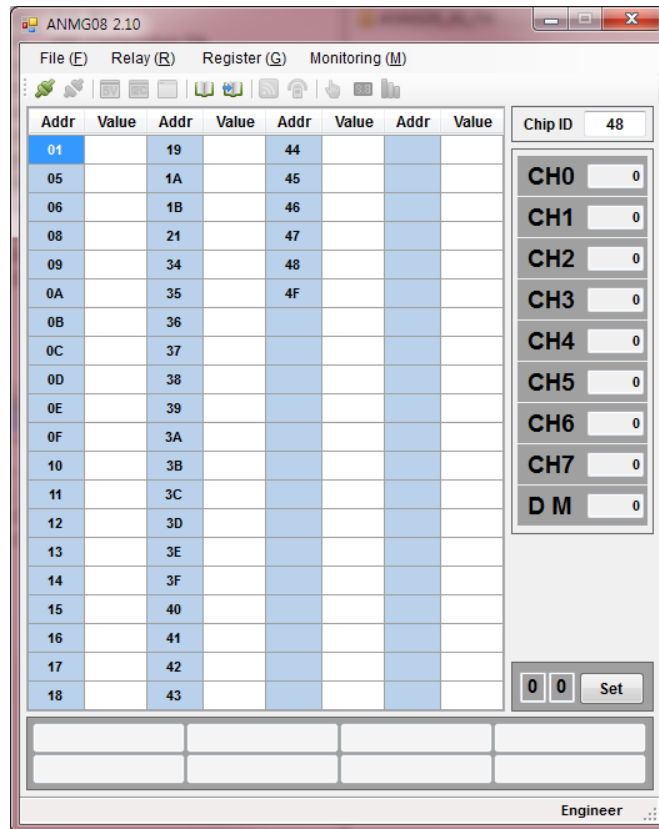 ANMG08 2.10
File (F) Relay (R) Register (G) Monitoring (M)
Addr Value Addr Value Addr Value Addr Value Chip ID 48
01 19 44
05 1A 45 CH0 0
06 1B 46
08 21 47 CH1 0
09 34 48 CH2 0
0A 35 4F CH3 0
0B 36
0C 37 CH4 0
0D 38 CH5 0
0E 39
0F 3A CH6 0
10 3B CH7 0
11 3C
12 3D D M 0
13 3E
14 3F
15 40
16 41
17 42
18 43 0 0 Set
Engineer